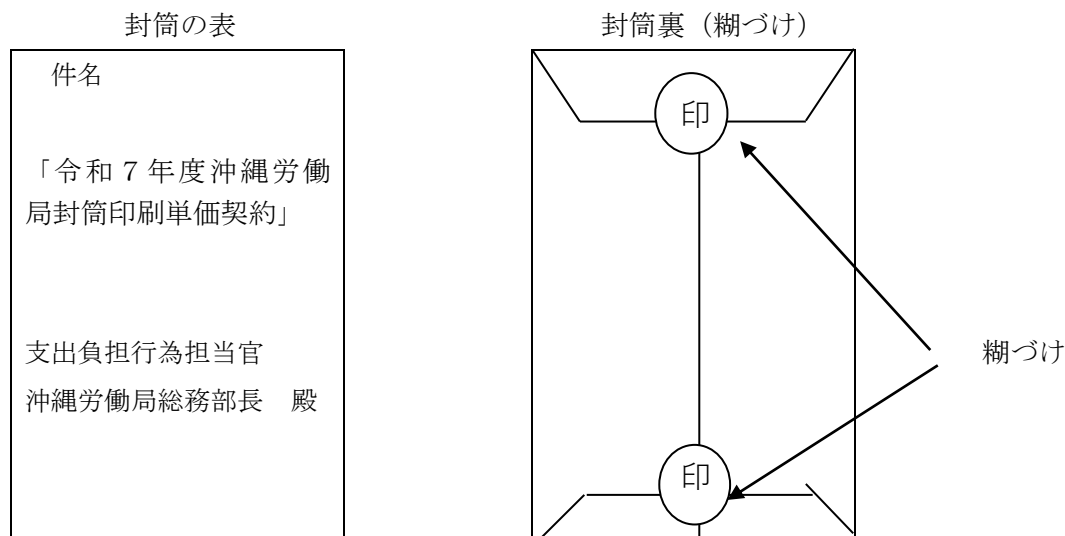 封筒の表
件名
「令和７年度沖縄労働
局封筒印刷単価契約」
支出負担行為担当官
沖縄労働局総務部長　殿
封筒裏（糊づけ）
印
糊づけ
印